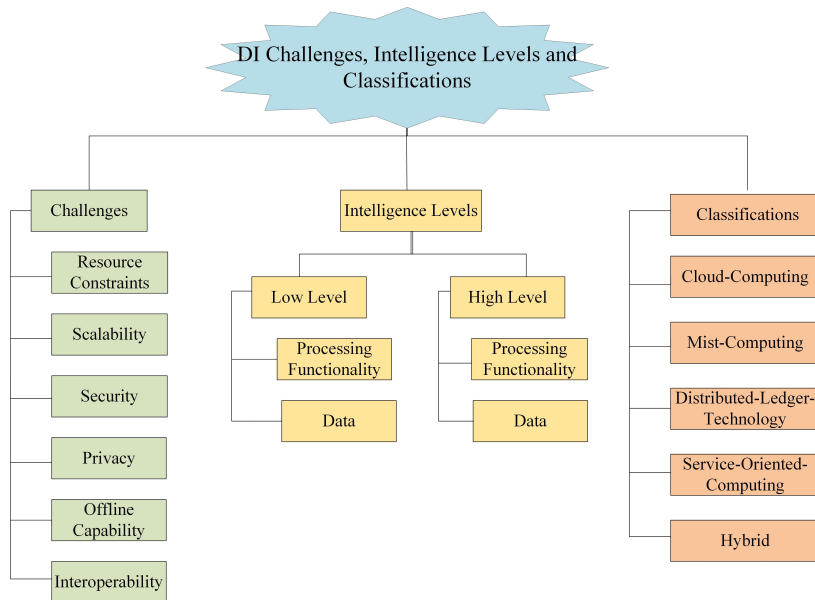 DI Challenges, Intelligence Levels and
Classifications
Challenges
Resource
Constraints
Scalability
Security
Privacy
Offline
Capability
Interoperability
Intelligence Levels
Low Level
Processing
Functionality
Data
High Level
Processing
Functionality
Data
Classifications
Cloud-Computing
Mist-Computing
Distributed-Ledger-
Technology
Service-Oriented-
Computing
Hybrid